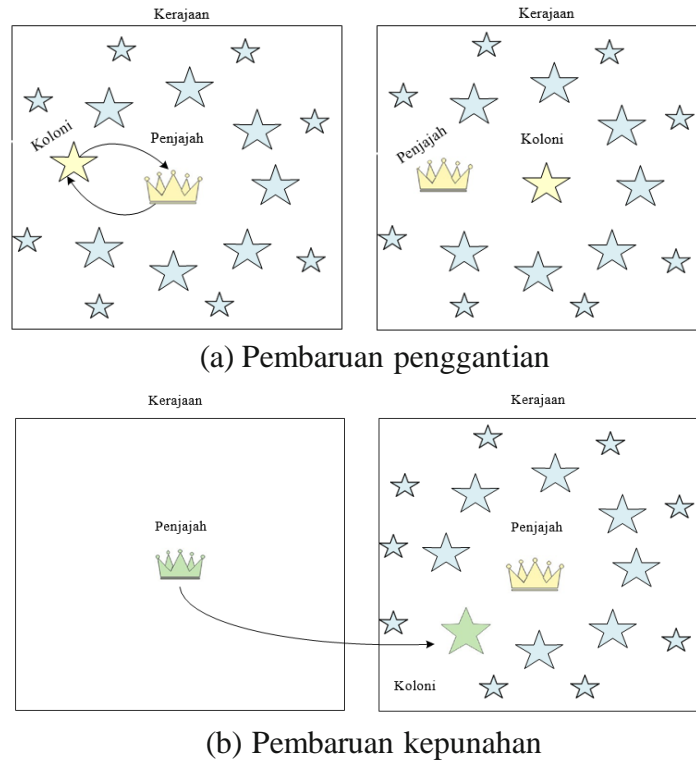 Kerajaan
Kerajaan
Koloni
Penjajah
Penjajah
Koloni
(a) Pembaruan penggantian
Kerajaan
Kerajaan
Penjajah
Penjajah
Koloni
(b) Pembaruan kepunahan